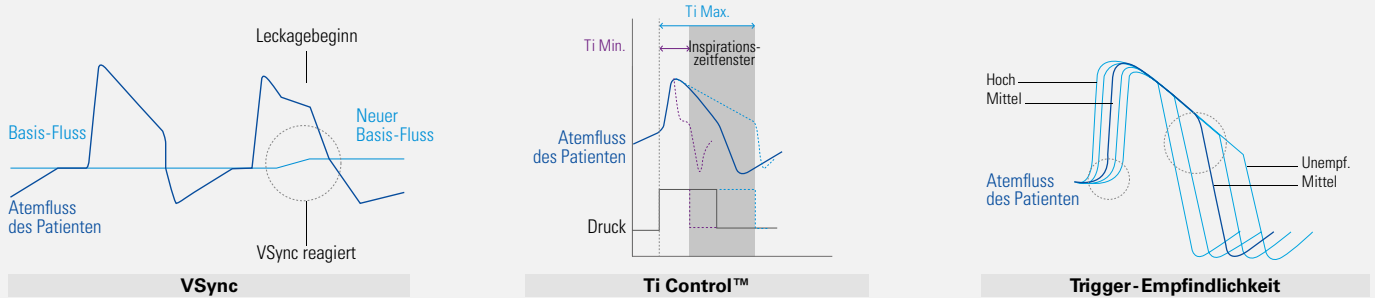 Leckagebeginn
Basis-Fluss
Neuer
Basis-Fluss
Atemfluss
des Patienten
VSync reagiert
VSync
Ti Max.
Ti Min.
Inspirations-
zeitfenster
Atemfluss
des Patienten
Druck
Ti Control™
Hoch
Mittel
Unempf.
Mittel
Atemfluss
des Patienten
Trigger-Empfindlichkeit